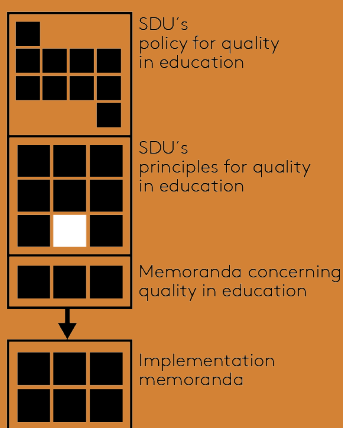 SDU's
policy for quality
in education
SDU's
principles for quality
in education
Memoranda concerning
quality in education
Implementation
memoranda